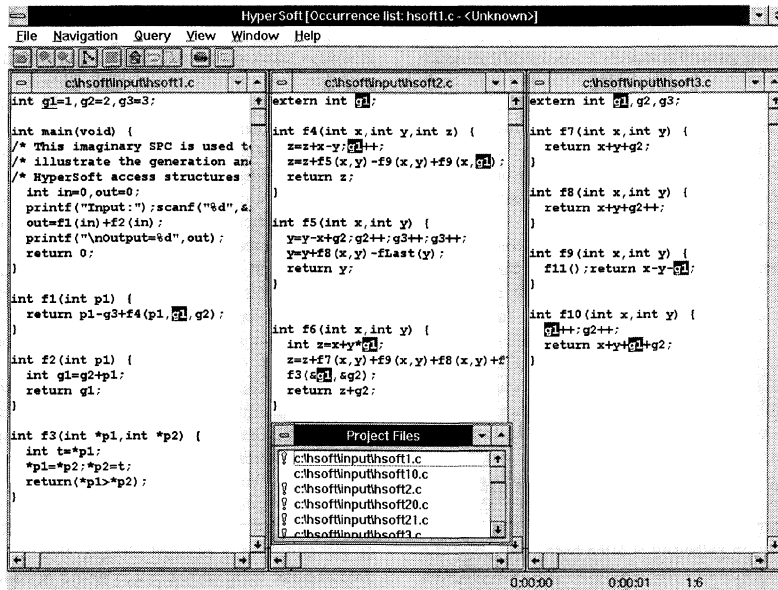 HyperSoft [Occurrence list: hsoft1.c - <Unknown>]
File Navigation Query View Window Help
c:\hsoft\input\hsoft1.c
int g1=1,g2=2,g3=3;
int main(void) {
/* This imaginary SPC is used to
/* illustrate the generation and
/* HyperSoft access structures
int in=0,out=0;
printf("Input:");scanf("%d",&
out=f1(in)+f2(in);
printf("\nOutput=%d",out);
return 0;
}
int f1(int p1) {
return p1-g3+f4(p1,g1,g2);
}
int f2(int p1) {
int g1=g2+p1;
return g1;
}
int f3(int *p1,int *p2) {
int t=*p1;
*p1=*p2;*p2=t;
return(*p1>*p2);
}
c:\hsoft\input\hsoft2.c
extern int g1;
int f4(int x,int y,int z) {
z=z+x-y;g1++;
z=z+f5(x,y)-f9(x,y)+f9(x,g1);
return z;
}
int f5(int x,int y) {
y=y-x+g2;g2++;g3++;g3++;
y=y+f8(x,y)-fLast(y);
return y;
}
int f6(int x,int y) {
int z=x+y*g1;
z=z+f7(x,y)+f9(x,y)+f8(x,y)+f
f3(&g1,&g2);
return z+g2;
}
Project Files
c:\hsoft\input\hsoft1.c
c:\hsoft\input\hsoft10.c
c:\hsoft\input\hsoft2.c
c:\hsoft\input\hsoft20.c
c:\hsoft\input\hsoft21.c
c:\hsoft\input\hsoft3.c
c:\hsoft\input\hsoft3.c
extern int g1,g2,g3;
int f7(int x,int y) {
return x+y+g2;
}
int f8(int x,int y) {
return x+y+g2++;
}
int f9(int x,int y) {
f11();return x-y-g1;
}
int f10(int x,int y) {
g1++;g2++;
return x+y+g1+g2;
}
0:00:00 0:00:01 1:6